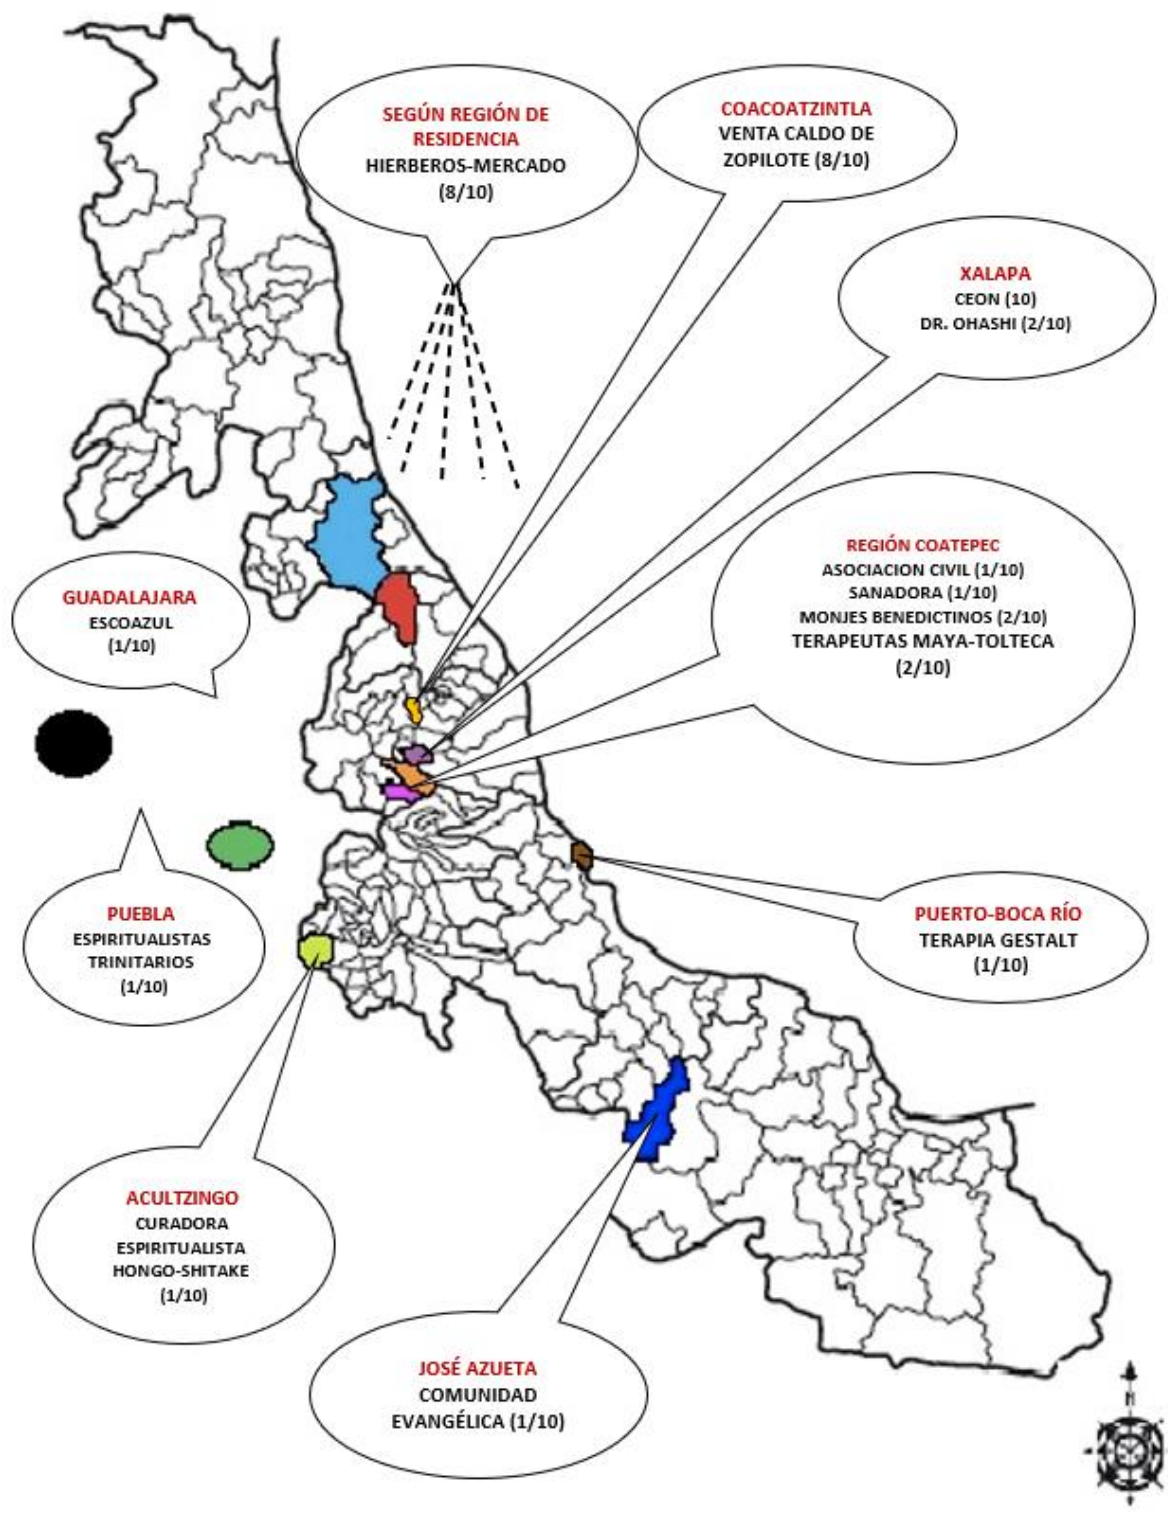 SEGÚN REGIÓN DE
RESIDENCIA
HIERBEROS-MERCADO
(8/10)
COACOATZINTLA
VENTA CALDO DE
ZOPILOTE (8/10)
XALAPA
CEON (10)
DR. OHASHI (2/10)
REGIÓN COATEPEC
ASOCIACION CIVIL (1/10)
SANADORA (1/10)
MONJES BENEDICTINOS (2/10)
TERAPEUTAS MAYA-TOLTECA
(2/10)
GUADALAJARA
ESCOAZUL
(1/10)
PUEBLA
ESPIRITUALISTAS
TRINITARIOS
(1/10)
PUERTO-BOCA RÍO
TERAPIA GESTALT
(1/10)
ACULTZINGO
CURADORA
ESPIRITUALISTA
HONGO-SHITAKE
(1/10)
JOSÉ AZUETA
COMUNIDAD
EVANGÉLICA (1/10)
N